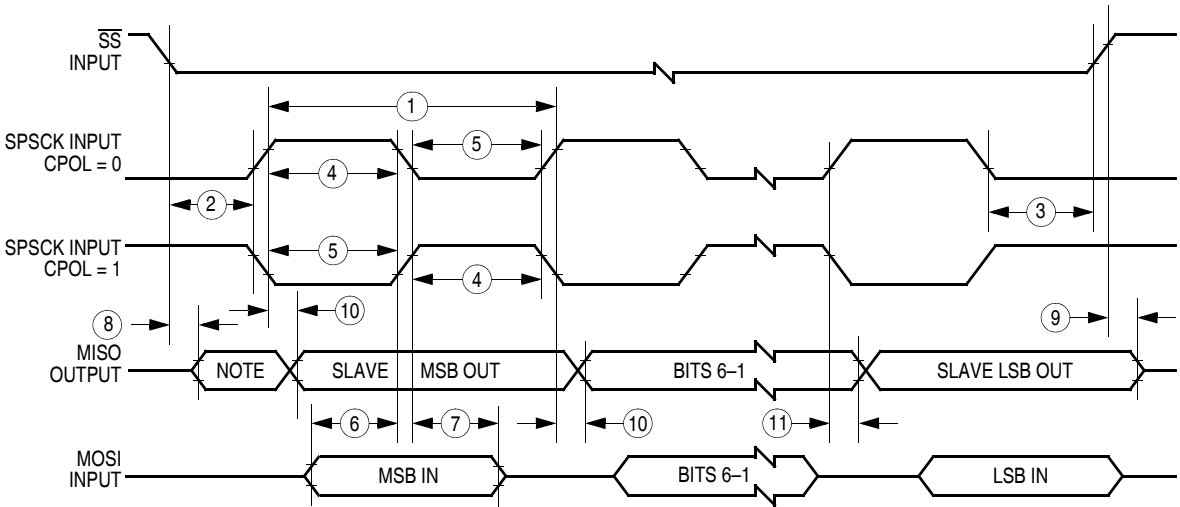 SS
INPUT
1
SPSCK INPUT
CPOL = 0
5
4
2
3
SPSCK INPUT
CPOL = 1
5
4
8
10
9
MISO
OUTPUT
NOTE
SLAVE MSB OUT
BITS 6–1
SLAVE LSB OUT
6
7
10
11
MOSI
INPUT
MSB IN
BITS 6–1
LSB IN